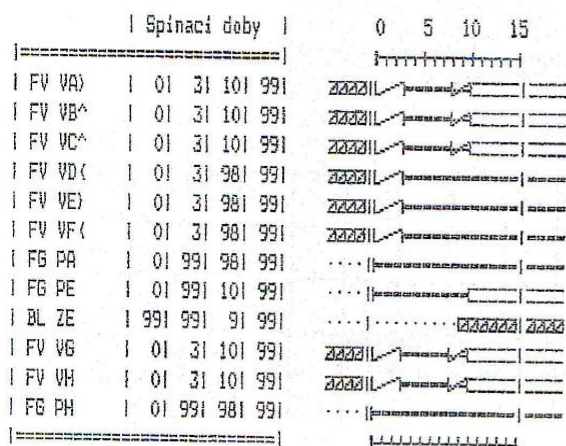 | Spinací doby | 0 5 10 15
|==========================|
| FV VA) | 0| 3| 10| 99|
| FV VB^ | 0| 3| 10| 99|
| FV VC^ | 0| 3| 10| 99|
| FV VD( | 0| 3| 98| 99|
| FV VE) | 0| 3| 98| 99|
| FV VF( | 0| 3| 98| 99|
| FG PA | 0| 99| 98| 99|
| FG PE | 0| 99| 10| 99|
| BL ZE | 99| 99| 9| 99|
| FV VG | 0| 3| 10| 99|
| FV VH | 0| 3| 10| 99|
| FG PH | 0| 99| 98| 99|
|==========================|